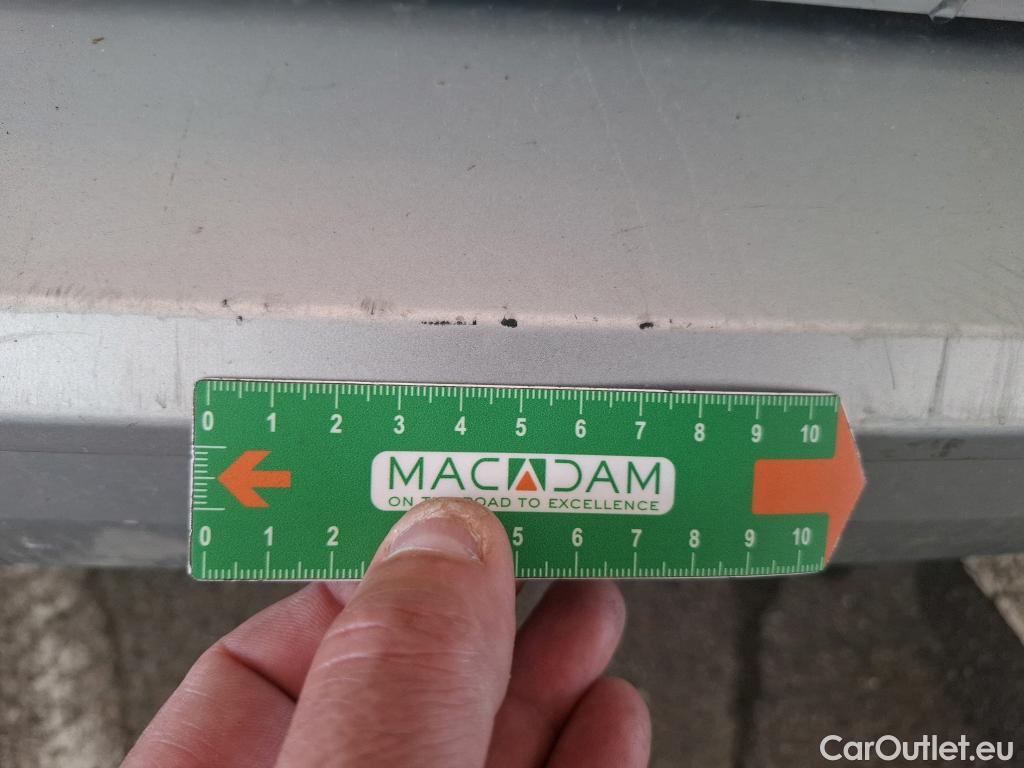 0 1 2 3 4 5 6 7 8 9 10
MACADAM
ON THE ROAD TO EXCELLENCE
0 1 2 5 6 7 8 9 10
CarOutlet.eu